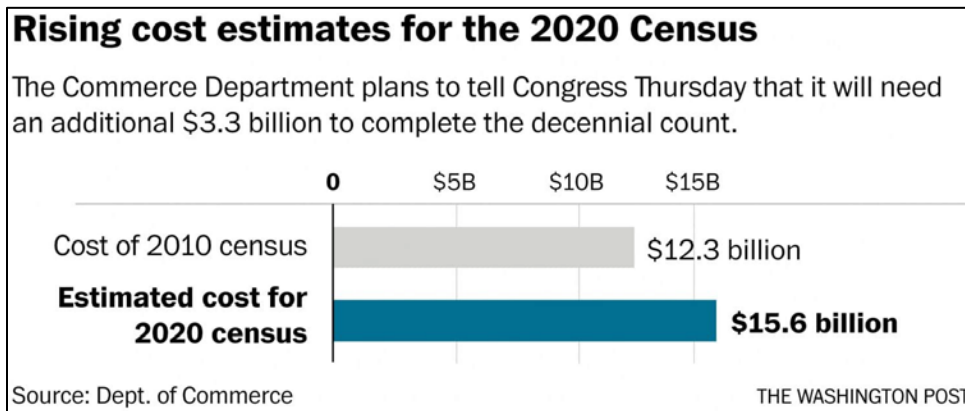 Rising cost estimates for the 2020 Census
The Commerce Department plans to tell Congress Thursday that it will need
an additional $3.3 billion to complete the decennial count.
0 $5B $10B $15B
Cost of 2010 census $12.3 billion
Estimated cost for
2020 census $15.6 billion
Source: Dept. of Commerce THE WASHINGTON POST